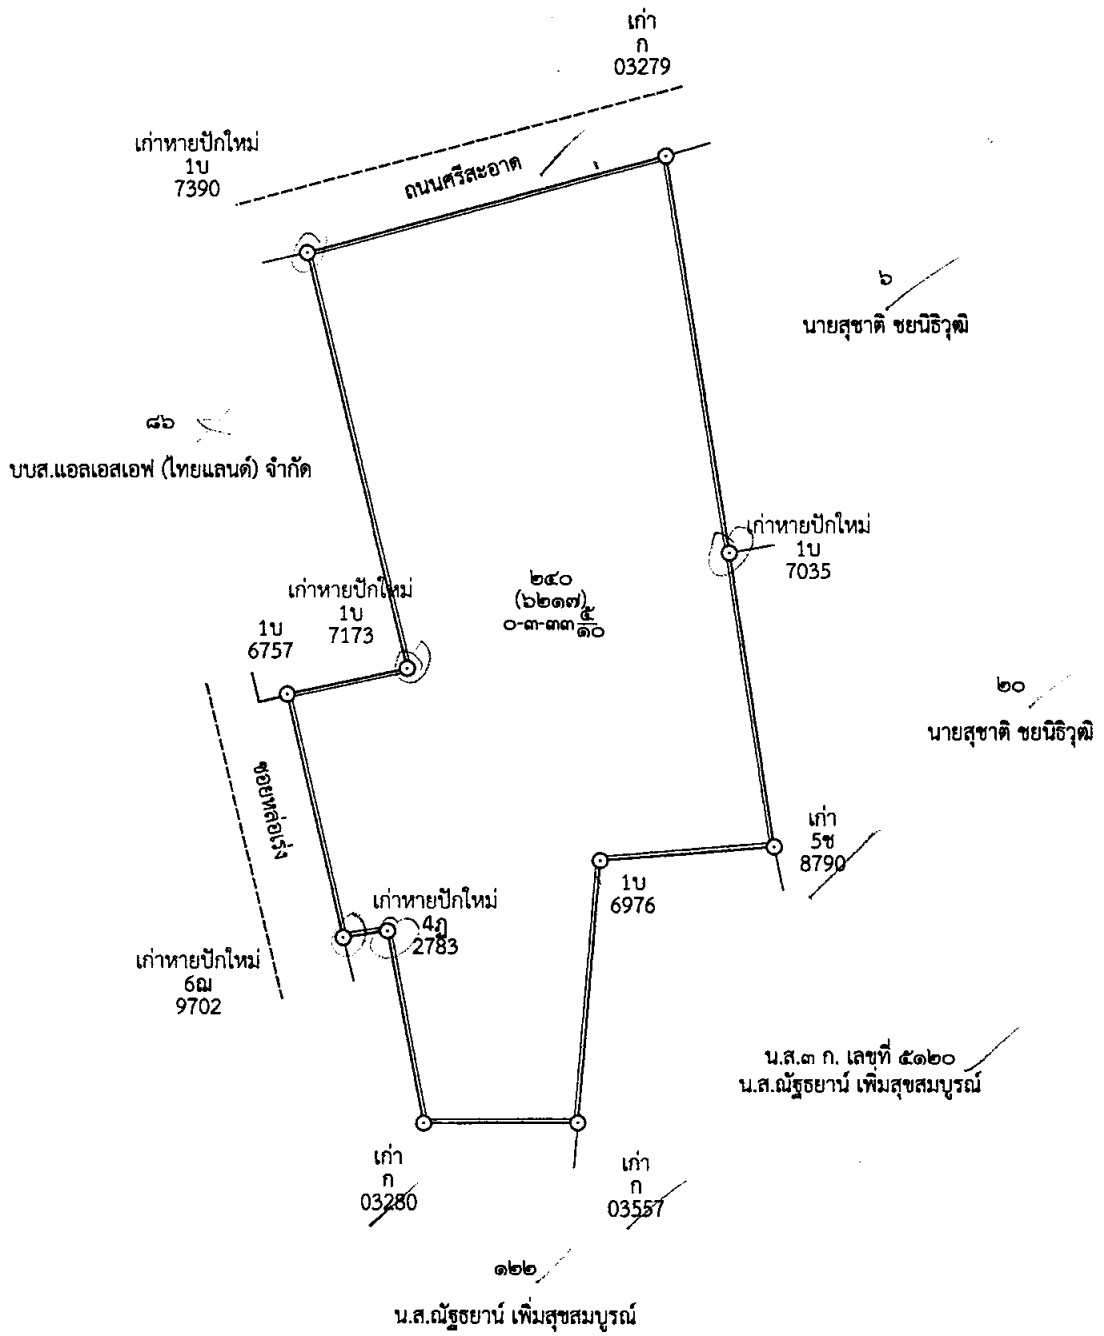 เก่า
ก
03279
เก่าหายปักใหม่
1บ
7390
ถนนศรีสะอาด
๖
นายสุชาติ ชยนิธิวุฒิ
๘๖
บบส.แอลเอสเอฟ (ไทยแลนด์) จำกัด
เก่าหายปักใหม่
1บ
7035
๒๔๐
(๖๒๑๗)
๐-๓-๓๓ ๕/๑๐
เก่าหายปักใหม่
1บ
7173
1บ
6757
๒๐
นายสุชาติ ชยนิธิวุฒิ
ซอยหล่อเร่ง
เก่า
5ช
8790
1บ
6976
เก่าหายปักใหม่
4ฎ
2783
เก่าหายปักใหม่
6ฌ
9702
น.ส.๓ ก. เลขที่ ๕๑๒๐
น.ส.ณัฐธยาน์ เพิ่มสุขสมบูรณ์
เก่า
ก
03280
เก่า
ก
03557
๑๒๒
น.ส.ณัฐธยาน์ เพิ่มสุขสมบูรณ์